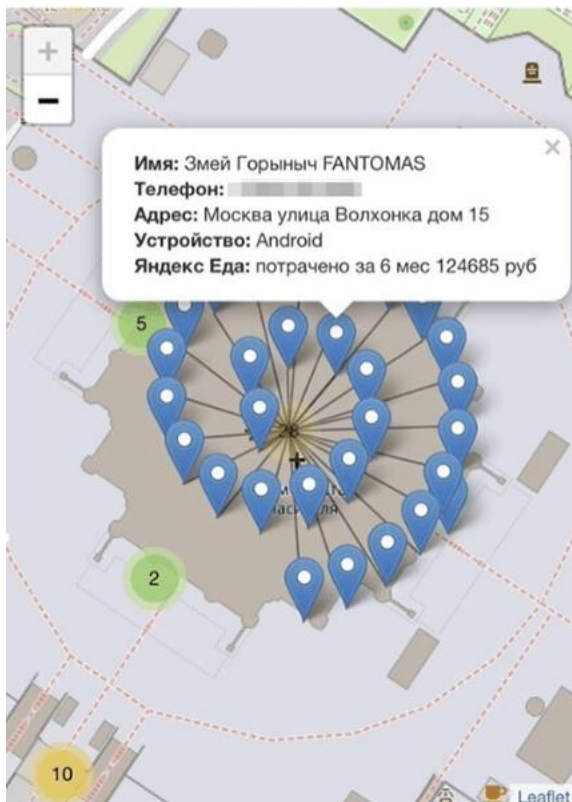 +
−
×
Имя: Змей Горыныч FANTOMAS
Телефон:
Адрес: Москва улица Волхонка дом 15
Устройство: Android
Яндекс Еда: потрачено за 6 мес 124685 руб
5
2
10
Leaflet